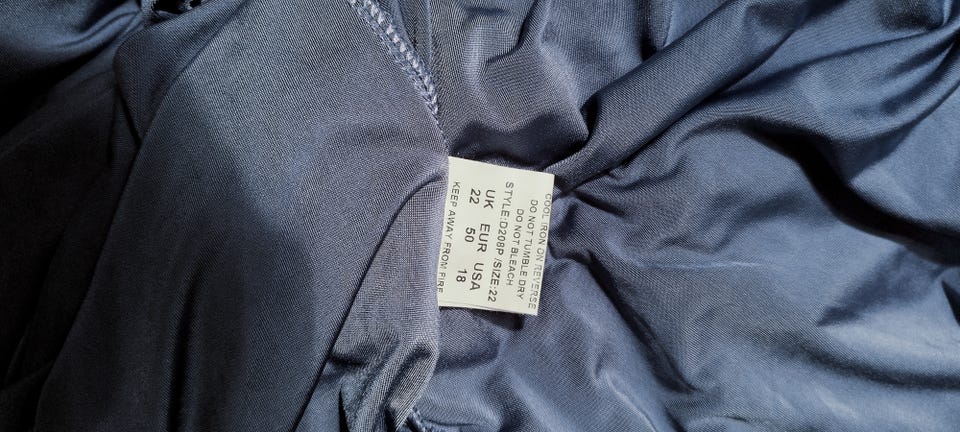 COOL IRON ON REVERSE
DO NOT TUMBLE DRY
DO NOT BLEACH
STYLE:D208P /SIZE:22
UK EUR USA
22 50 18
KEEP AWAY FROM FIRE